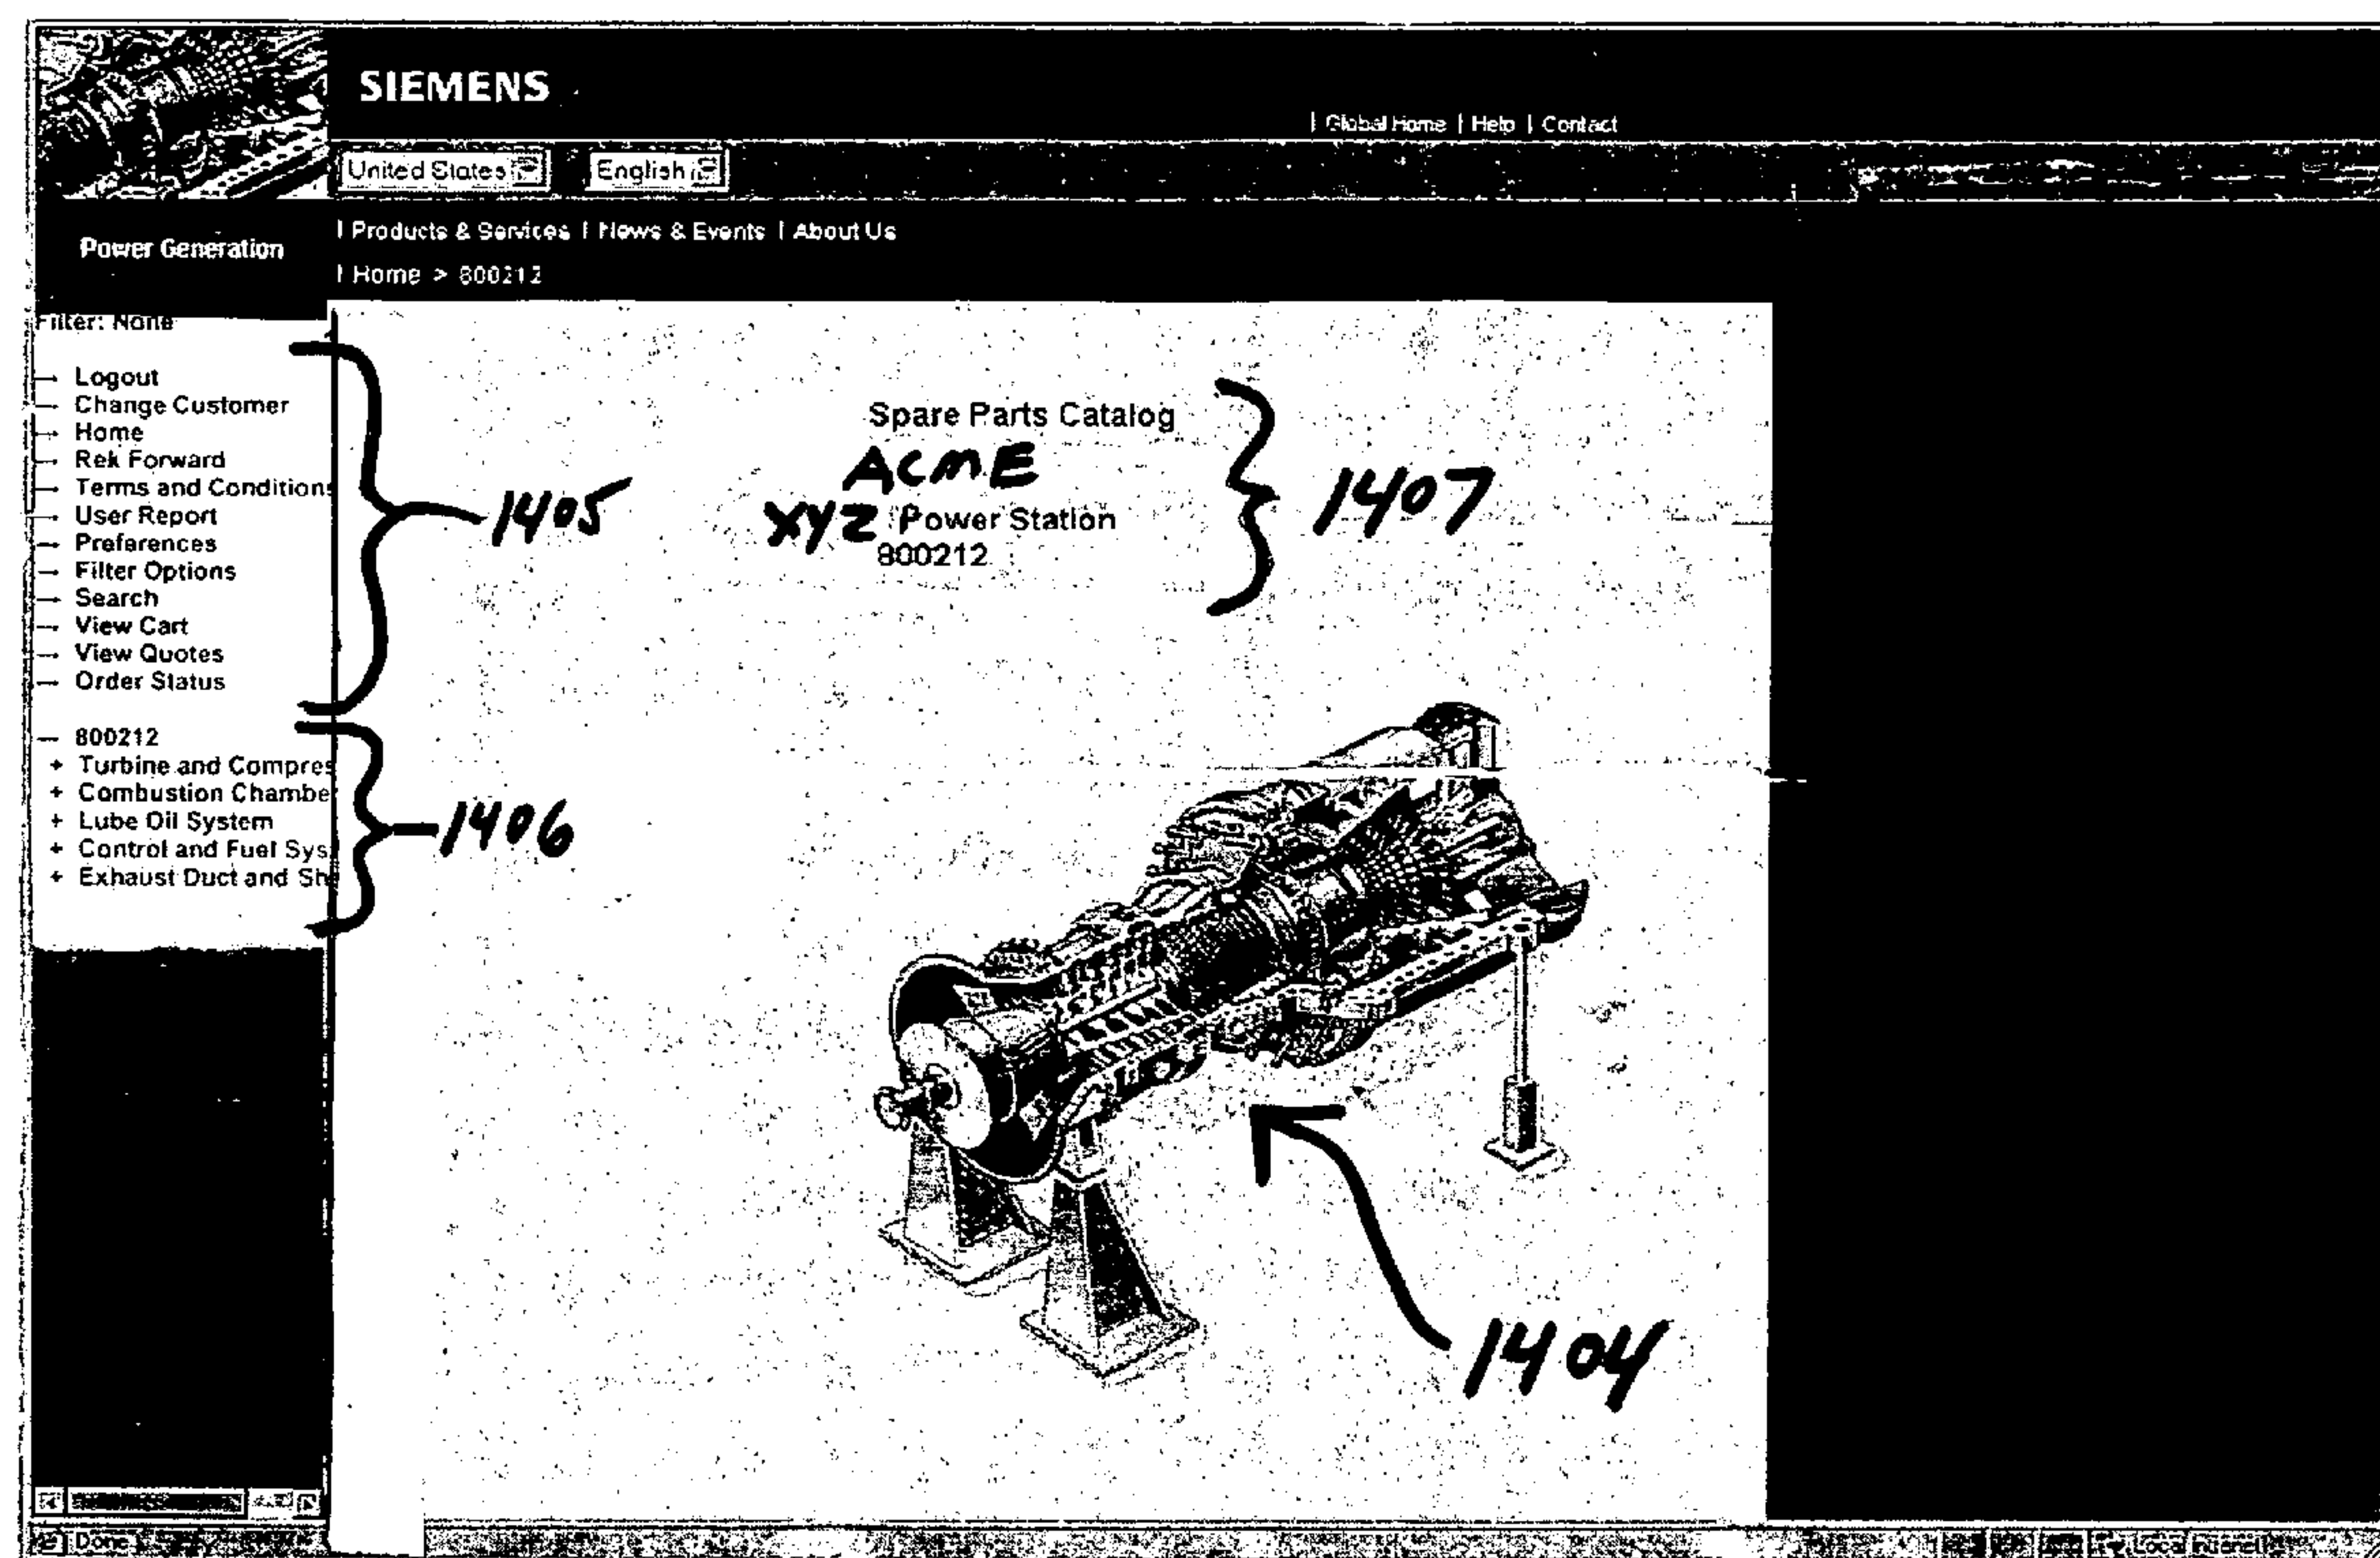 SIEMENS
| Global Home | Help | Contact
United States English
| Products & Services | News & Events | About Us
Power Generation
| Home > 800212
Filter: None
Logout
Change Customer
Home
Rek Forward
Terms and Conditions
User Report
Preferences
Filter Options
Search
View Cart
View Quotes
Order Status
1405
Spare Parts Catalog
ACME
XYZ Power Station
800212
1407
800212
+ Turbine and Compres
+ Combustion Chambe
+ Lube Oil System
+ Control and Fuel Sys
+ Exhaust Duct and Sh
1406
1404
Done
Local intranet